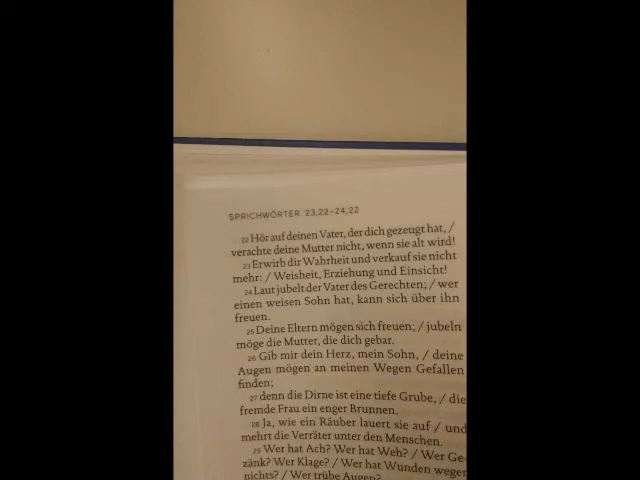 SPRICHWÖRTER 23,22–24,22
22 Hör auf deinen Vater, der dich gezeugt hat, /
verachte deine Mutter nicht, wenn sie alt wird!
23 Erwirb dir Wahrheit und verkauf sie nicht
mehr: / Weisheit, Erziehung und Einsicht!
24 Laut jubelt der Vater des Gerechten; / wer
einen weisen Sohn hat, kann sich über ihn
freuen.
25 Deine Eltern mögen sich freuen; / jubeln
möge die Mutter, die dich gebar.
26 Gib mir dein Herz, mein Sohn, / deine
Augen mögen an meinen Wegen Gefallen
finden;
27 denn die Dirne ist eine tiefe Grube, / die
fremde Frau ein enger Brunnen.
28 Ja, wie ein Räuber lauert sie auf / und
mehrt die Verräter unter den Menschen.
29 Wer hat Ach? Wer hat Weh? / Wer Ge-
zänk? Wer Klage? / Wer hat Wunden wegen
nichts? / Wer trübe Augen?